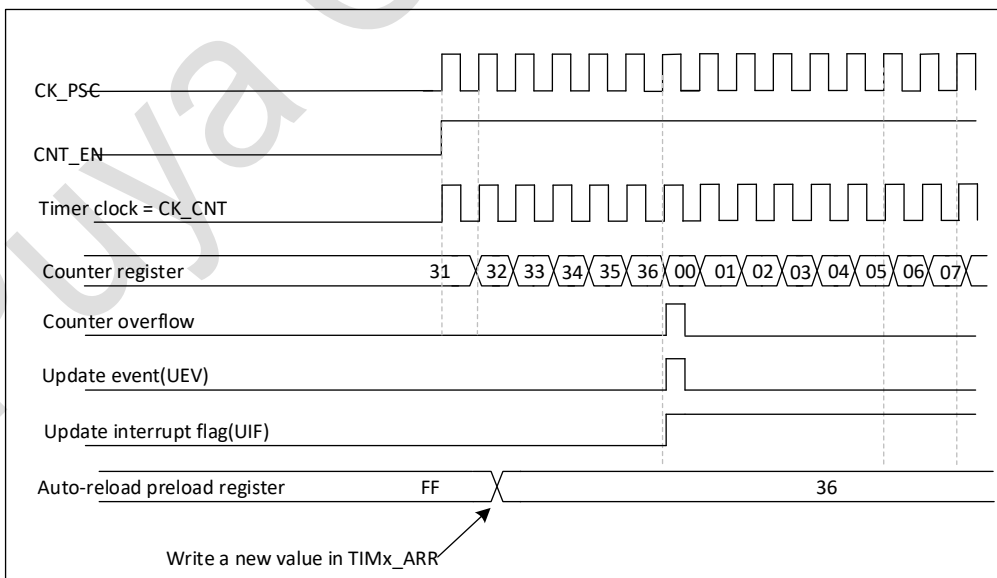 CK_PSC
CNT_EN
Timer clock = CK_CNT
Counter register 31 32 33 34 35 36 00 01 02 03 04 05 06 07
Counter overflow
Update event(UEV)
Update interrupt flag(UIF)
Auto-reload preload register FF 36
Write a new value in TIMx_ARR